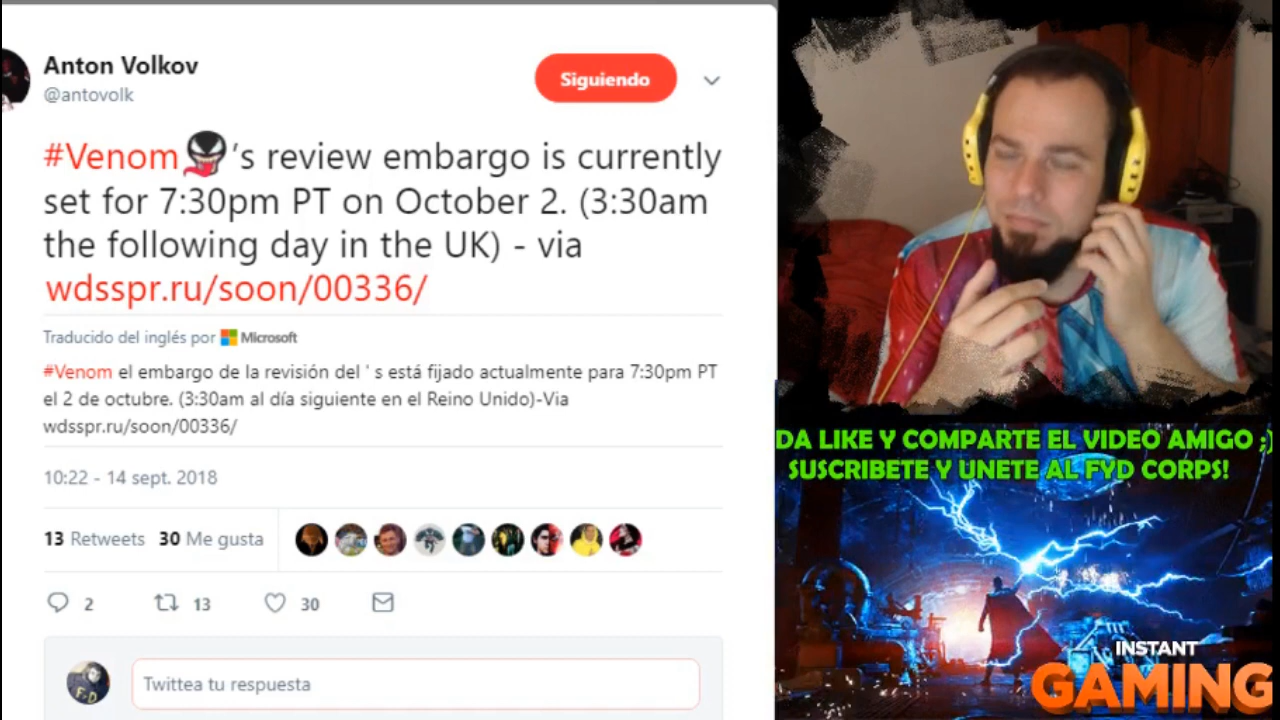 Anton Volkov
@antovolk
Siguiendo
#Venom 's review embargo is currently
set for 7:30pm PT on October 2. (3:30am
the following day in the UK) - via
wdsspr.ru/soon/00336/
Traducido del inglés por Microsoft
#Venom el embargo de la revisión del ' s está fijado actualmente para 7:30pm PT
el 2 de octubre. (3:30am al día siguiente en el Reino Unido)-Via
wdsspr.ru/soon/00336/
10:22 - 14 sept. 2018
13 Retweets 30 Me gusta
2 13 30
F-D
Twittea tu respuesta
DA LIKE Y COMPARTE EL VIDEO AMIGO ;)
SUSCRIBETE Y UNETE AL FYD CORPS!
INSTANT
GAMING